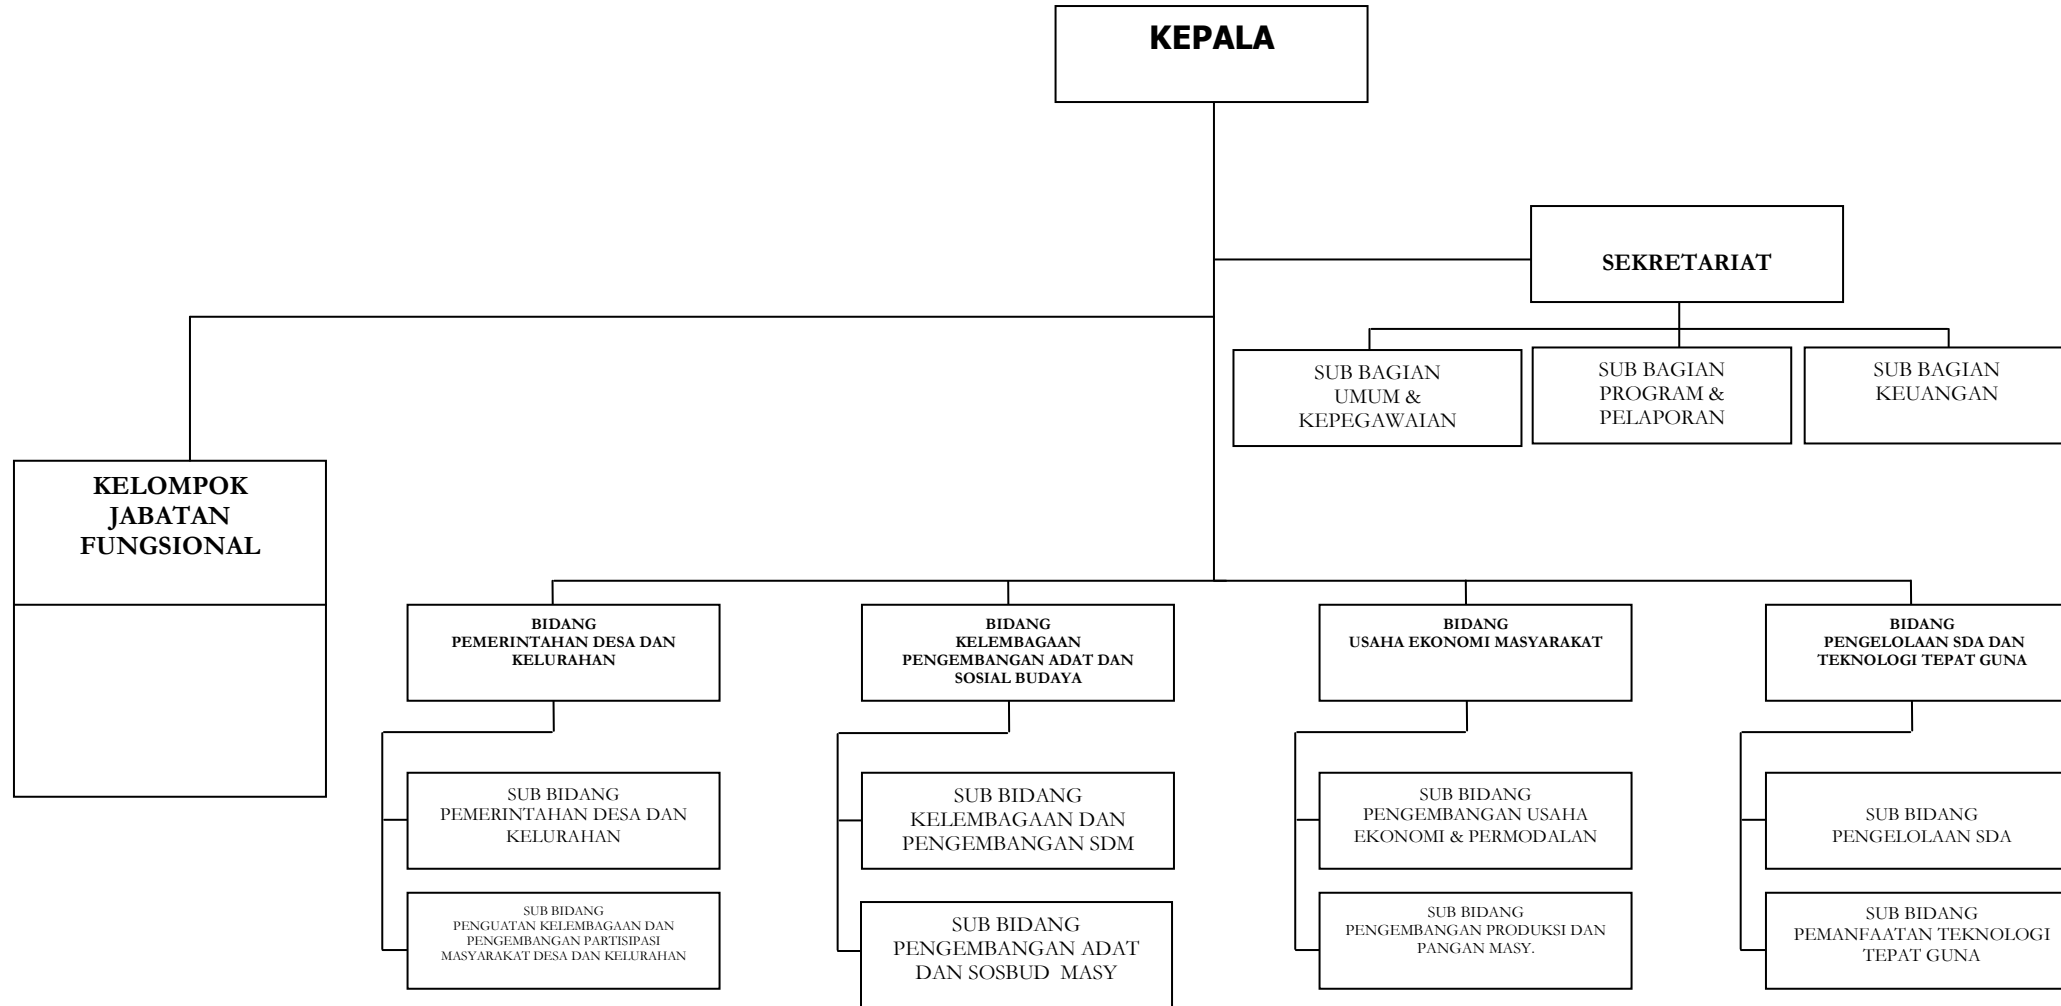 KEPALA
SEKRETARIAT
SUB BAGIAN
UMUM &
KEPEGAWAIAN
SUB BAGIAN
PROGRAM &
PELAPORAN
SUB BAGIAN
KEUANGAN
KELOMPOK
JABATAN
FUNGSIONAL
BIDANG
PEMERINTAHAN DESA DAN
KELURAHAN
BIDANG
KELEMBAGAAN
PENGEMBANGAN ADAT DAN
SOSIAL BUDAYA
BIDANG
USAHA EKONOMI MASYARAKAT
BIDANG
PENGELOLAAN SDA DAN
TEKNOLOGI TEPAT GUNA
SUB BIDANG
PEMERINTAHAN DESA DAN
KELURAHAN
SUB BIDANG
KELEMBAGAAN DAN
PENGEMBANGAN SDM
SUB BIDANG
PENGEMBANGAN USAHA
EKONOMI & PERMODALAN
SUB BIDANG
PENGELOLAAN SDA
SUB BIDANG
PENGUATAN KELEMBAGAAN DAN
PENGEMBANGAN PARTISIPASI
MASYARAKAT DESA DAN KELURAHAN
SUB BIDANG
PENGEMBANGAN ADAT
DAN SOSBUD MASY
SUB BIDANG
PENGEMBANGAN PRODUKSI DAN
PANGAN MASY.
SUB BIDANG
PEMANFAATAN TEKNOLOGI
TEPAT GUNA